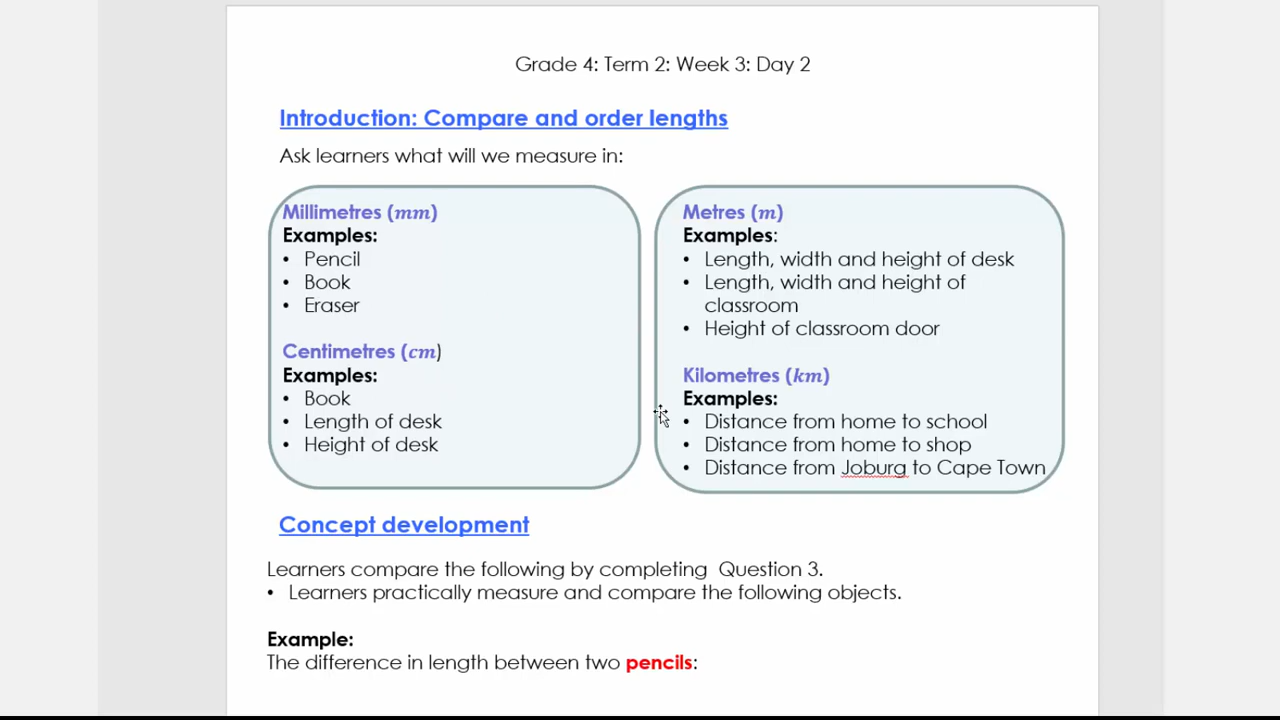 Grade 4: Term 2: Week 3: Day 2
Introduction: Compare and order lengths
Ask learners what will we measure in:
Millimetres (mm)
Examples:
• Pencil
• Book
• Eraser
Centimetres (cm)
Examples:
• Book
• Length of desk
• Height of desk
Metres (m)
Examples:
• Length, width and height of desk
• Length, width and height of
classroom
• Height of classroom door
Kilometres (km)
Examples:
• Distance from home to school
• Distance from home to shop
• Distance from Joburg to Cape Town
Concept development
Learners compare the following by completing  Question 3.
• Learners practically measure and compare the following objects.
Example:
The difference in length between two pencils: